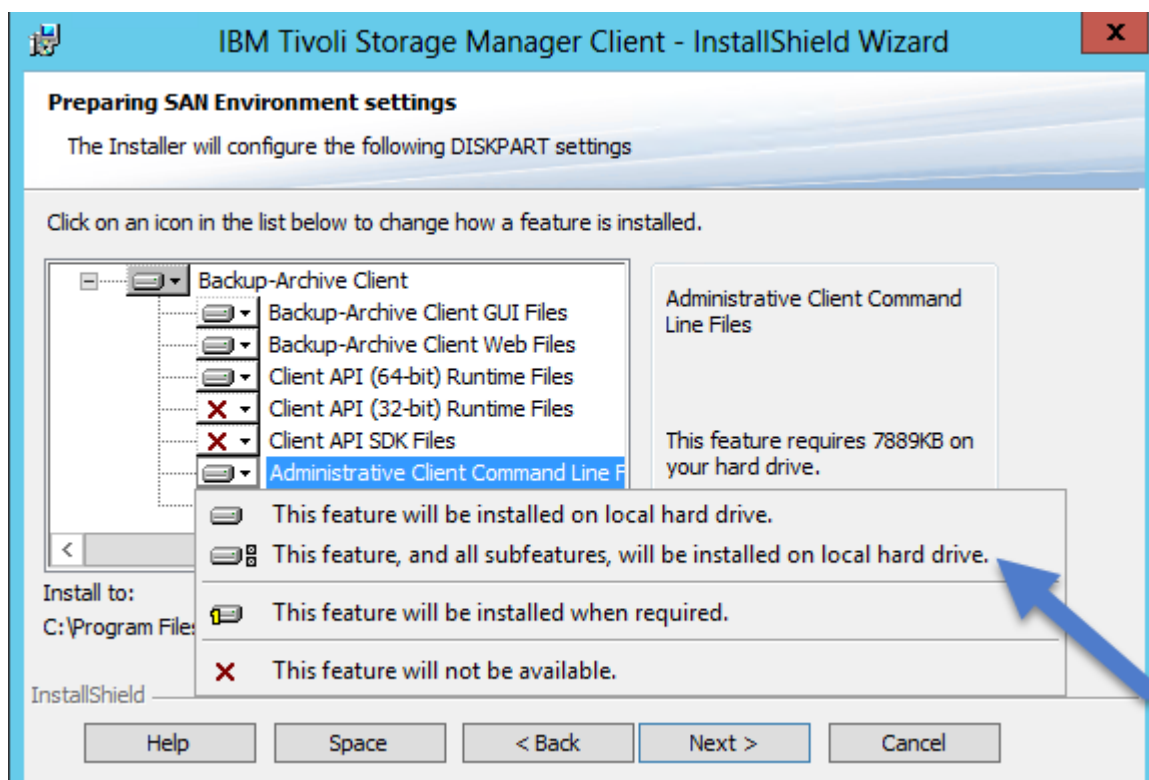 IBM Tivoli Storage Manager Client - InstallShield Wizard
x
Preparing SAN Environment settings
The Installer will configure the following DISKPART settings
Click on an icon in the list below to change how a feature is installed.
Backup-Archive Client
Backup-Archive Client GUI Files
Backup-Archive Client Web Files
Client API (64-bit) Runtime Files
Client API (32-bit) Runtime Files
Client API SDK Files
Administrative Client Command Line F
Administrative Client Command
Line Files
This feature requires 7889KB on
your hard drive.
This feature will be installed on local hard drive.
This feature, and all subfeatures, will be installed on local hard drive.
This feature will be installed when required.
This feature will not be available.
Install to:
C:\Program Files
InstallShield
Help
Space
< Back
Next >
Cancel